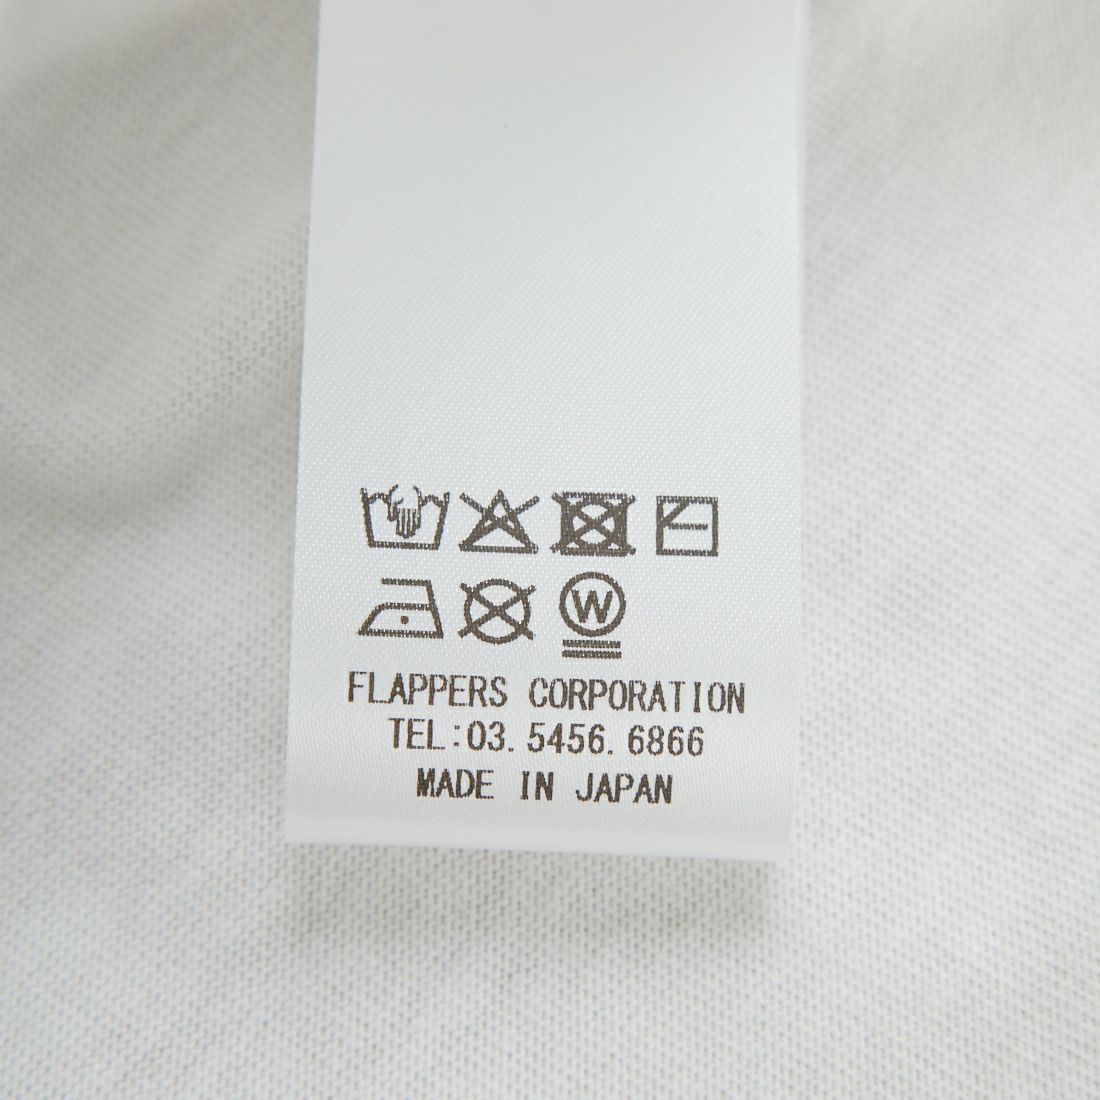 W
FLAPPERS CORPORATION
TEL:03. 5456. 6866
MADE IN JAPAN